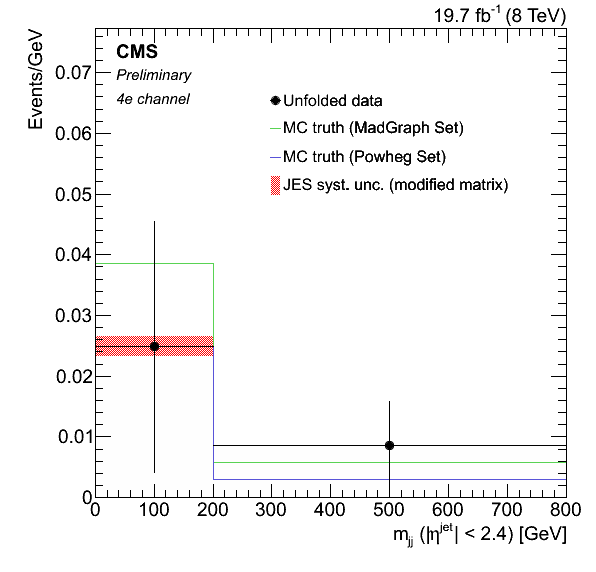 19.7 fb⁻¹ (8 TeV)
Events/GeV
CMS
Preliminary
4e channel
Unfolded data
MC truth (MadGraph Set)
MC truth (Powheg Set)
JES syst. unc. (modified matrix)
0.07
0.06
0.05
0.04
0.03
0.02
0.01
0
0 100 200 300 400 500 600 700 800
m_jj (|η^jet| < 2.4) [GeV]